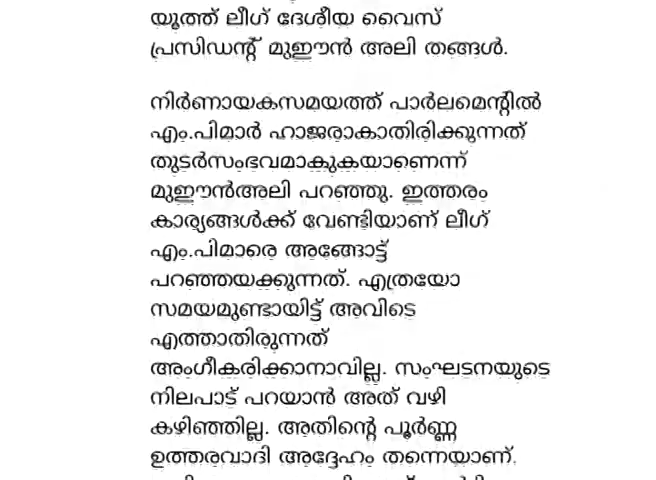 യൂത്ത് ലീഗ് ദേശീയ വൈസ്
പ്രസിഡന്റ് മുഈൻ അലി തങ്ങൾ.
നിർണായകസമയത്ത് പാർലമെന്റിൽ
എം.പിമാർ ഹാജരാകാതിരിക്കുന്നത്
തുടർസംഭവമാകുകയാണെന്ന്
മുഈൻഅലി പറഞ്ഞു. ഇത്തരം
കാര്യങ്ങൾക്ക് വേണ്ടിയാണ് ലീഗ്
എം.പിമാരെ അങ്ങോട്ട്
പറഞ്ഞയക്കുന്നത്. എത്രയോ
സമയമുണ്ടായിട്ട് അവിടെ
എത്താതിരുന്നത്
അംഗീകരിക്കാനാവില്ല. സംഘടനയുടെ
നിലപാട് പറയാൻ അത് വഴി
കഴിഞ്ഞില്ല. അതിന്റെ പൂർണ്ണ
ഉത്തരവാദി അദ്ദേഹം തന്നെയാണ്.